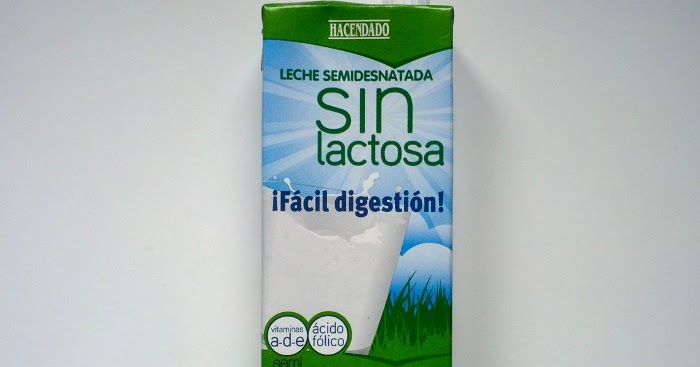 HACENDADO
LECHE SEMIDESNATADA
sin
lactosa
¡Fácil digestión!
vitaminas
a-d-e
ácido
fólico
semi